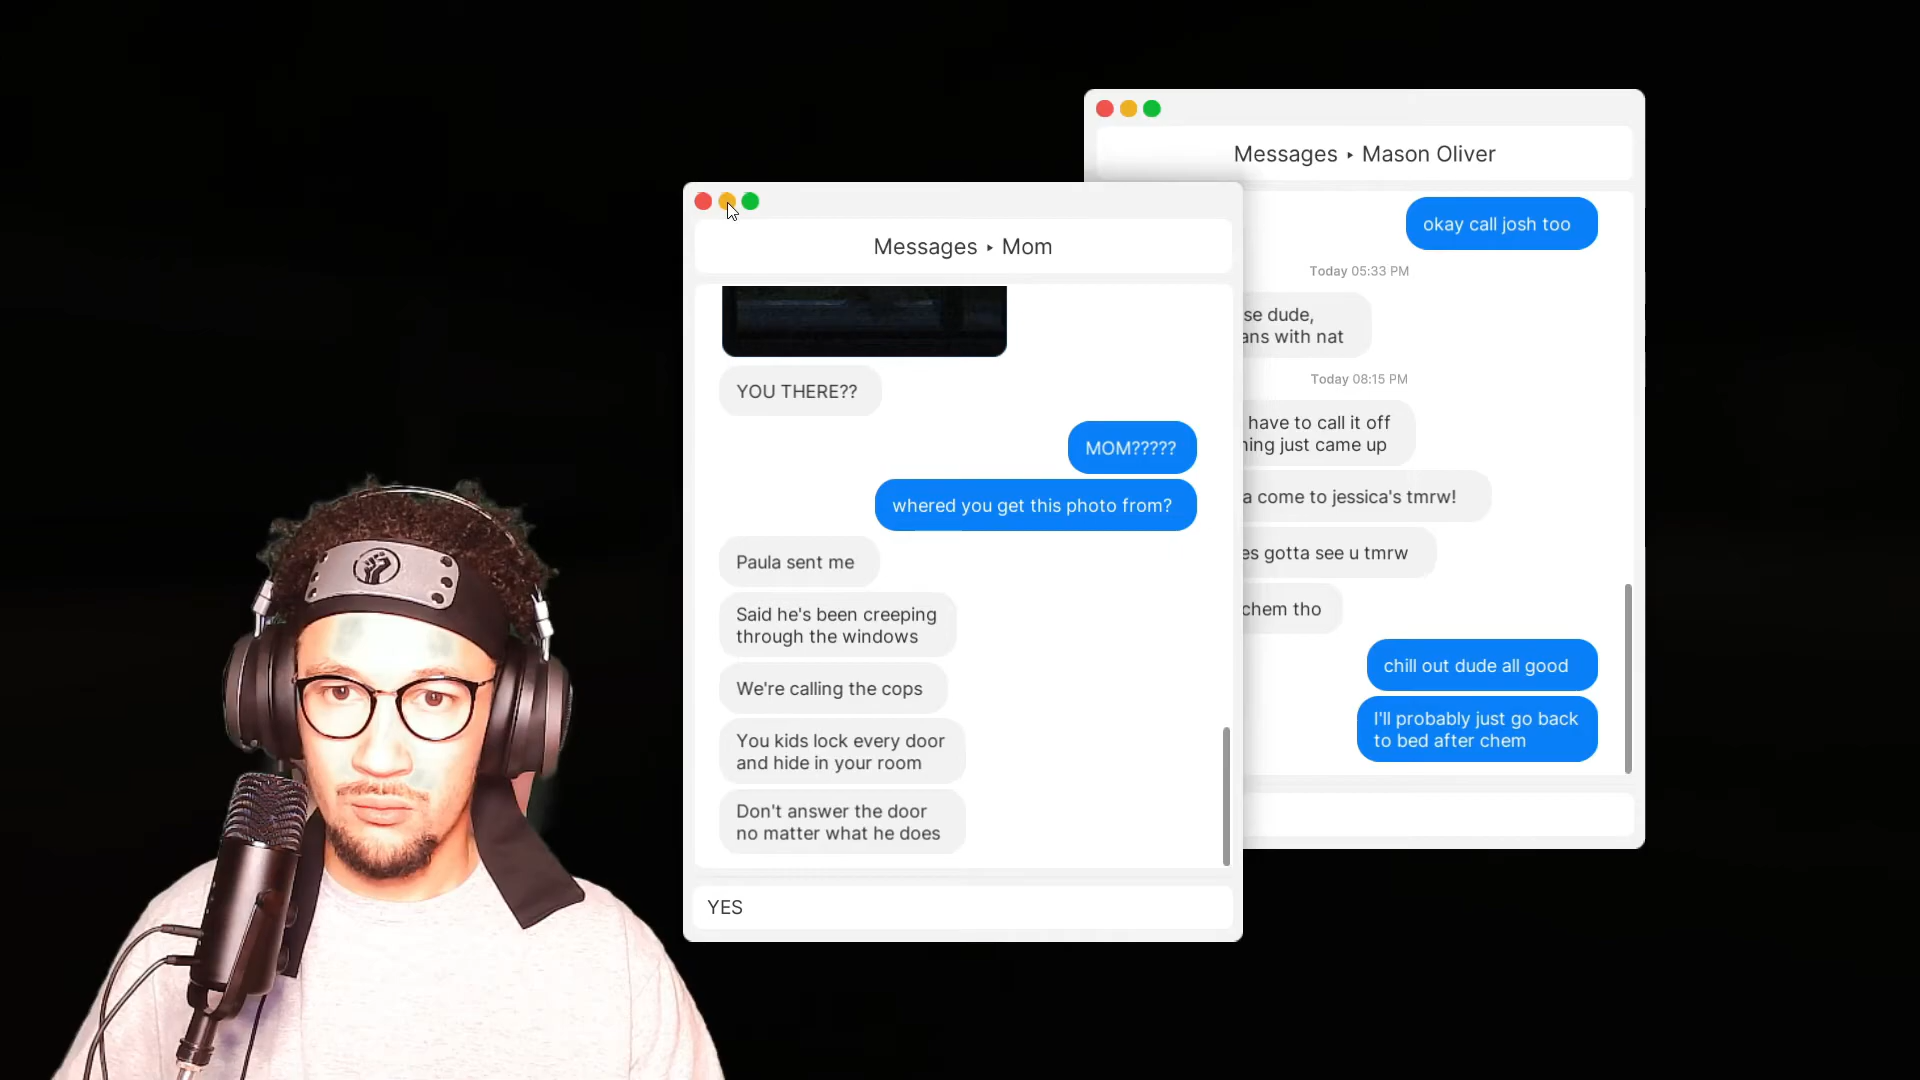 Messages ▸ Mom
YOU THERE??
MOM?????
whered you get this photo from?
Paula sent me
Said he's been creeping
through the windows
We're calling the cops
You kids lock every door
and hide in your room
Don't answer the door
no matter what he does
YES
Messages ▸ Mason Oliver
okay call josh too
Today 05:33 PM
dude,
with nat
Today 08:15 PM
have to call it off
just came up
come to jessica's tmrw!
gotta see u tmrw
chem tho
chill out dude all good
I'll probably just go back
to bed after chem